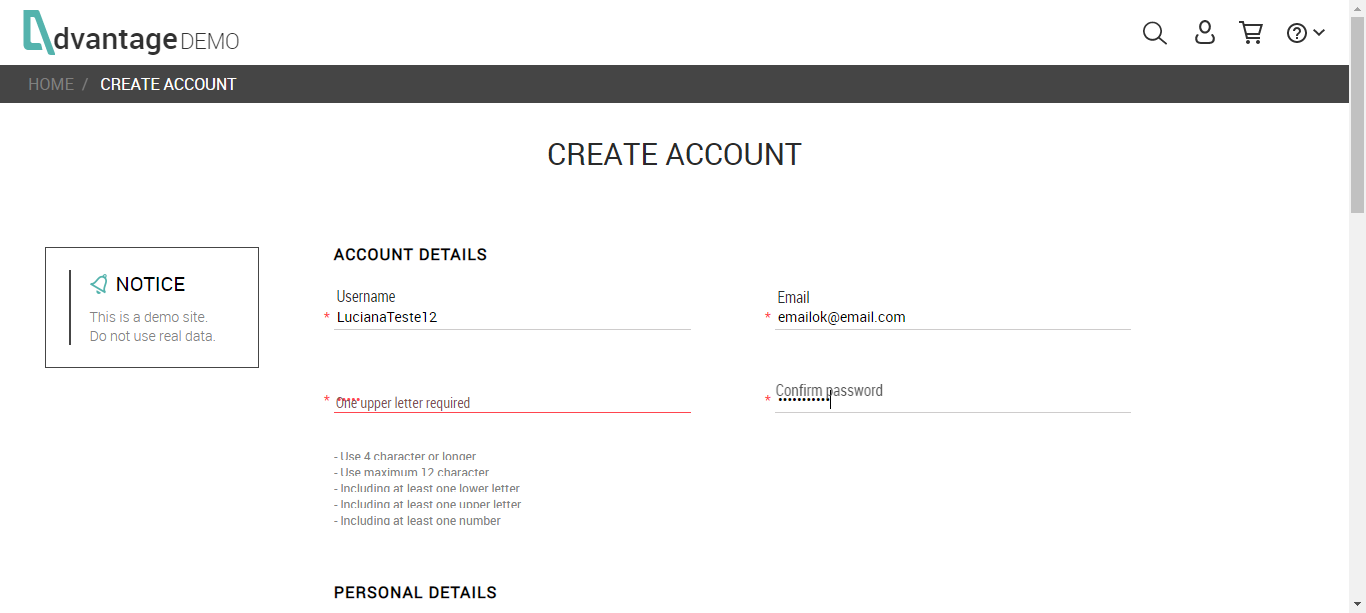 dvantage DEMO
HOME / CREATE ACCOUNT
CREATE ACCOUNT
NOTICE
This is a demo site.
Do not use real data.
ACCOUNT DETAILS
Username
* LucianaTeste12
Email
* emailok@email.com
* One upper letter required
Confirm password
* •••••••••••
- Use 4 character or longer
- Use maximum 12 character
- Including at least one lower letter
- Including at least one upper letter
- Including at least one number
PERSONAL DETAILS